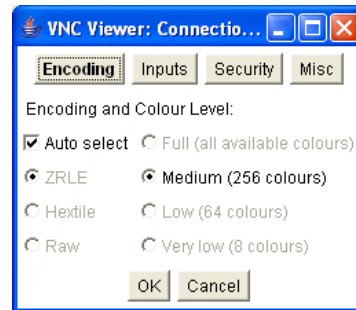 VNC Viewer: Connectio...
Encoding Inputs Security Misc
Encoding and Colour Level:
Auto select Full (all available colours)
ZRLE Medium (256 colours)
Hextile Low (64 colours)
Raw Very low (8 colours)
OK Cancel